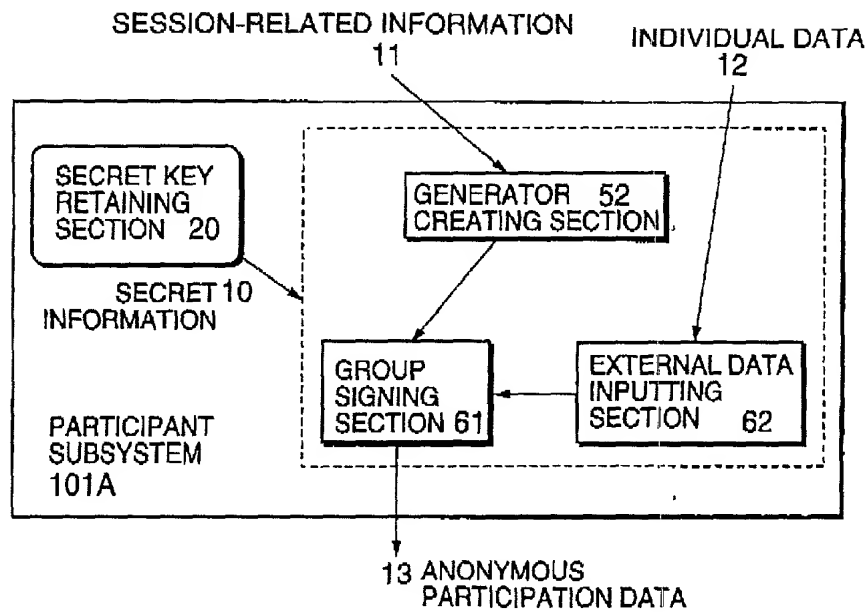 SESSION-RELATED INFORMATION
11
INDIVIDUAL DATA
12
SECRET KEY
RETAINING
SECTION 20
GENERATOR 52
CREATING SECTION
SECRET 10
INFORMATION
GROUP
SIGNING
SECTION 61
EXTERNAL DATA
INPUTTING
SECTION 62
PARTICIPANT
SUBSYSTEM
101A
13 ANONYMOUS
PARTICIPATION DATA